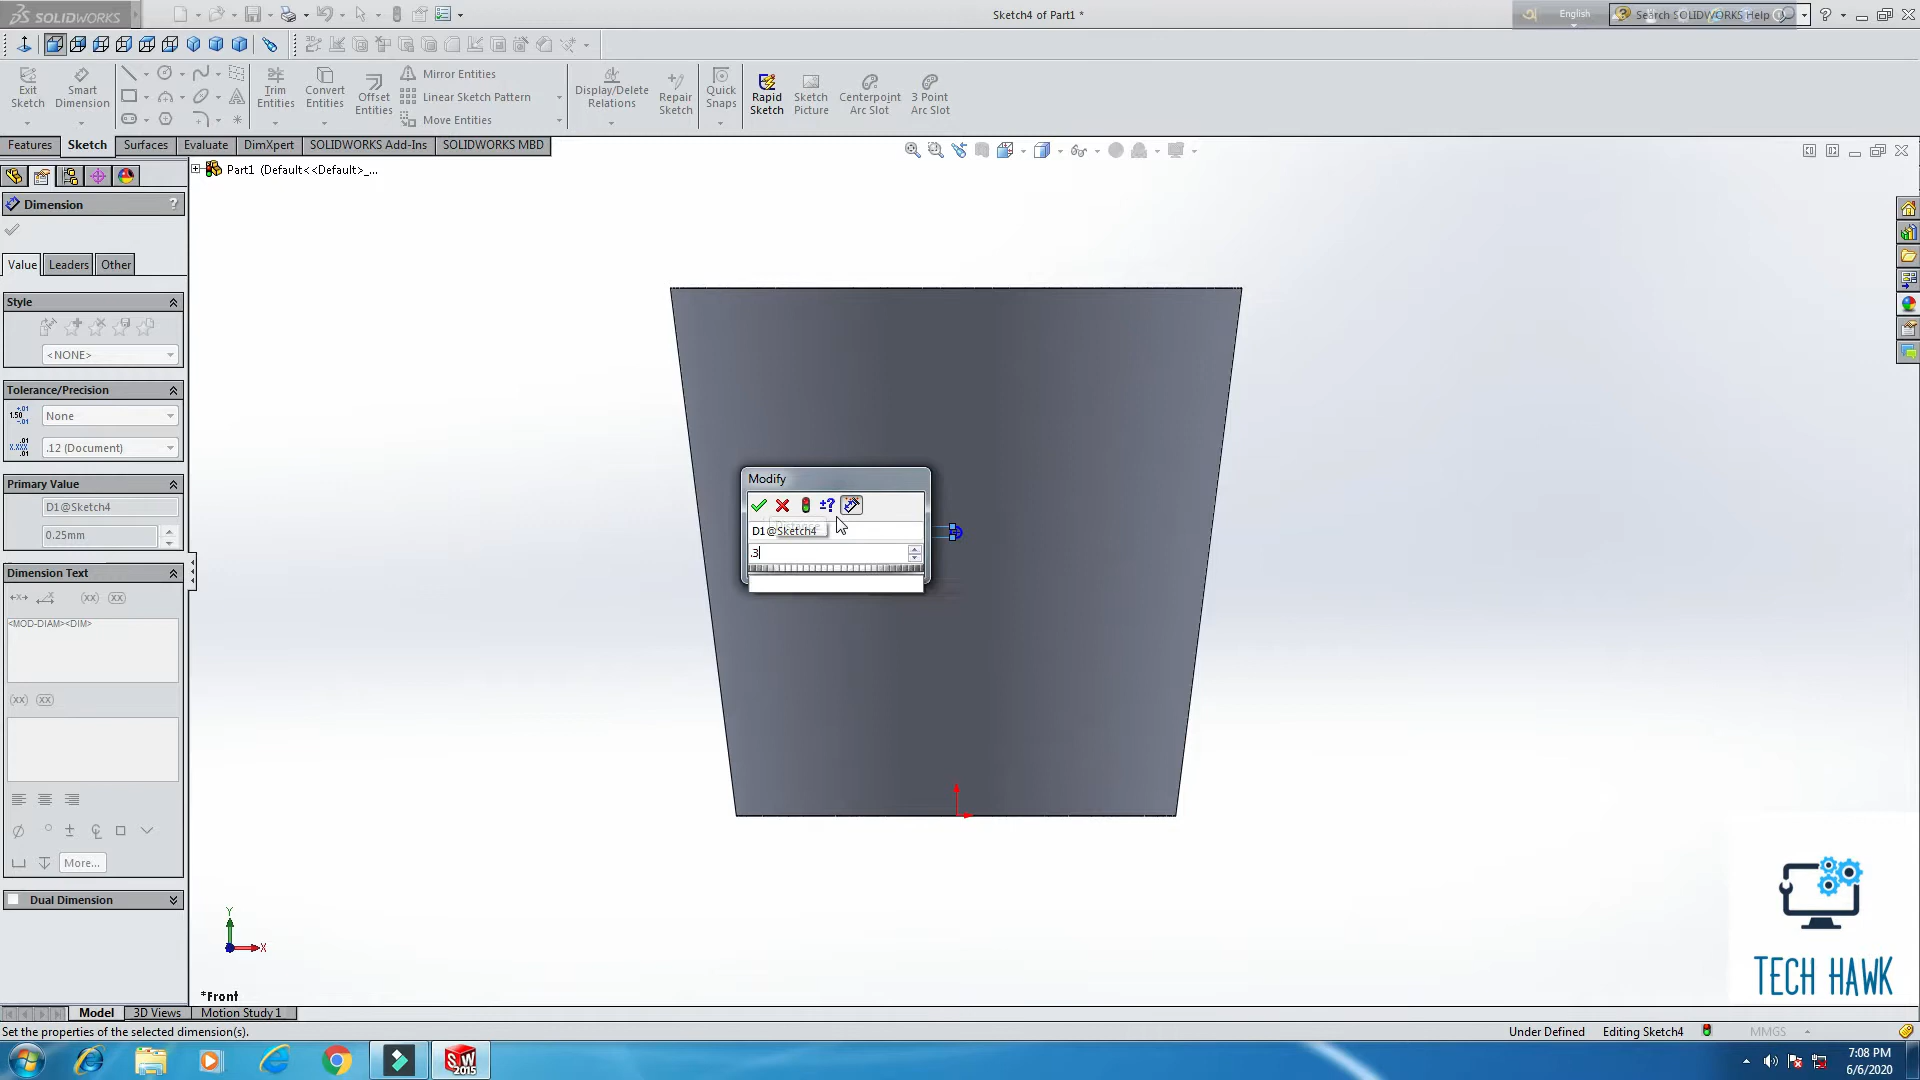 SOLIDWORKS
Sketch4 of Part1 *
English
Search SOLIDWORKS Help
Exit Sketch
Smart Dimension
Trim Entities
Convert Entities
Offset Entities
Mirror Entities
Linear Sketch Pattern
Move Entities
Display/Delete Relations
Repair Sketch
Quick Snaps
Rapid Sketch
Sketch Picture
Centerpoint Arc Slot
3 Point Arc Slot
Features
Sketch
Surfaces
Evaluate
DimXpert
SOLIDWORKS Add-Ins
SOLIDWORKS MBD
Part1 (Default<<Default>_...
Dimension
?
Value
Leaders
Other
Style
<NONE>
Tolerance/Precision
None
.12 (Document)
Primary Value
D1@Sketch4
0.25mm
Dimension Text
<MOD-DIAM><DIM>
More...
Dual Dimension
Modify
D1@Sketch4
.3
Y
X
*Front
TECH HAWK
Model
3D Views
Motion Study 1
Set the properties of the selected dimension(s).
Under Defined
Editing Sketch4
MMGS
7:08 PM
6/6/2020